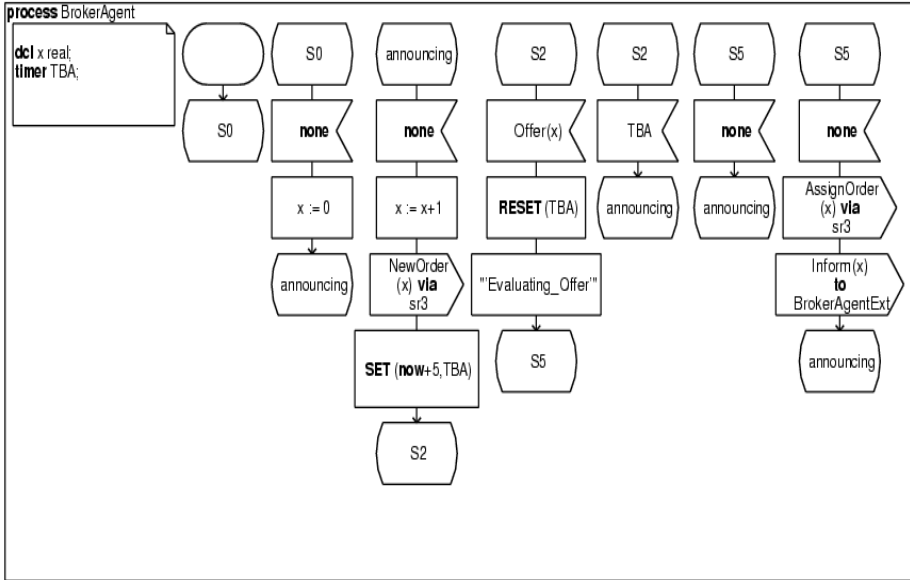 process BrokerAgent
dcl x real;
timer TBA;
S0
S0
none
x := 0
announcing
announcing
none
x := x+1
NewOrder
(x) via
sr3
SET (now+5,TBA)
S2
S2
Offer(x)
RESET (TBA)
"'Evaluating_Offer'"
S5
S2
TBA
announcing
S5
none
announcing
S5
none
AssignOrder
(x) via
sr3
Inform(x)
to
BrokerAgentExt
announcing